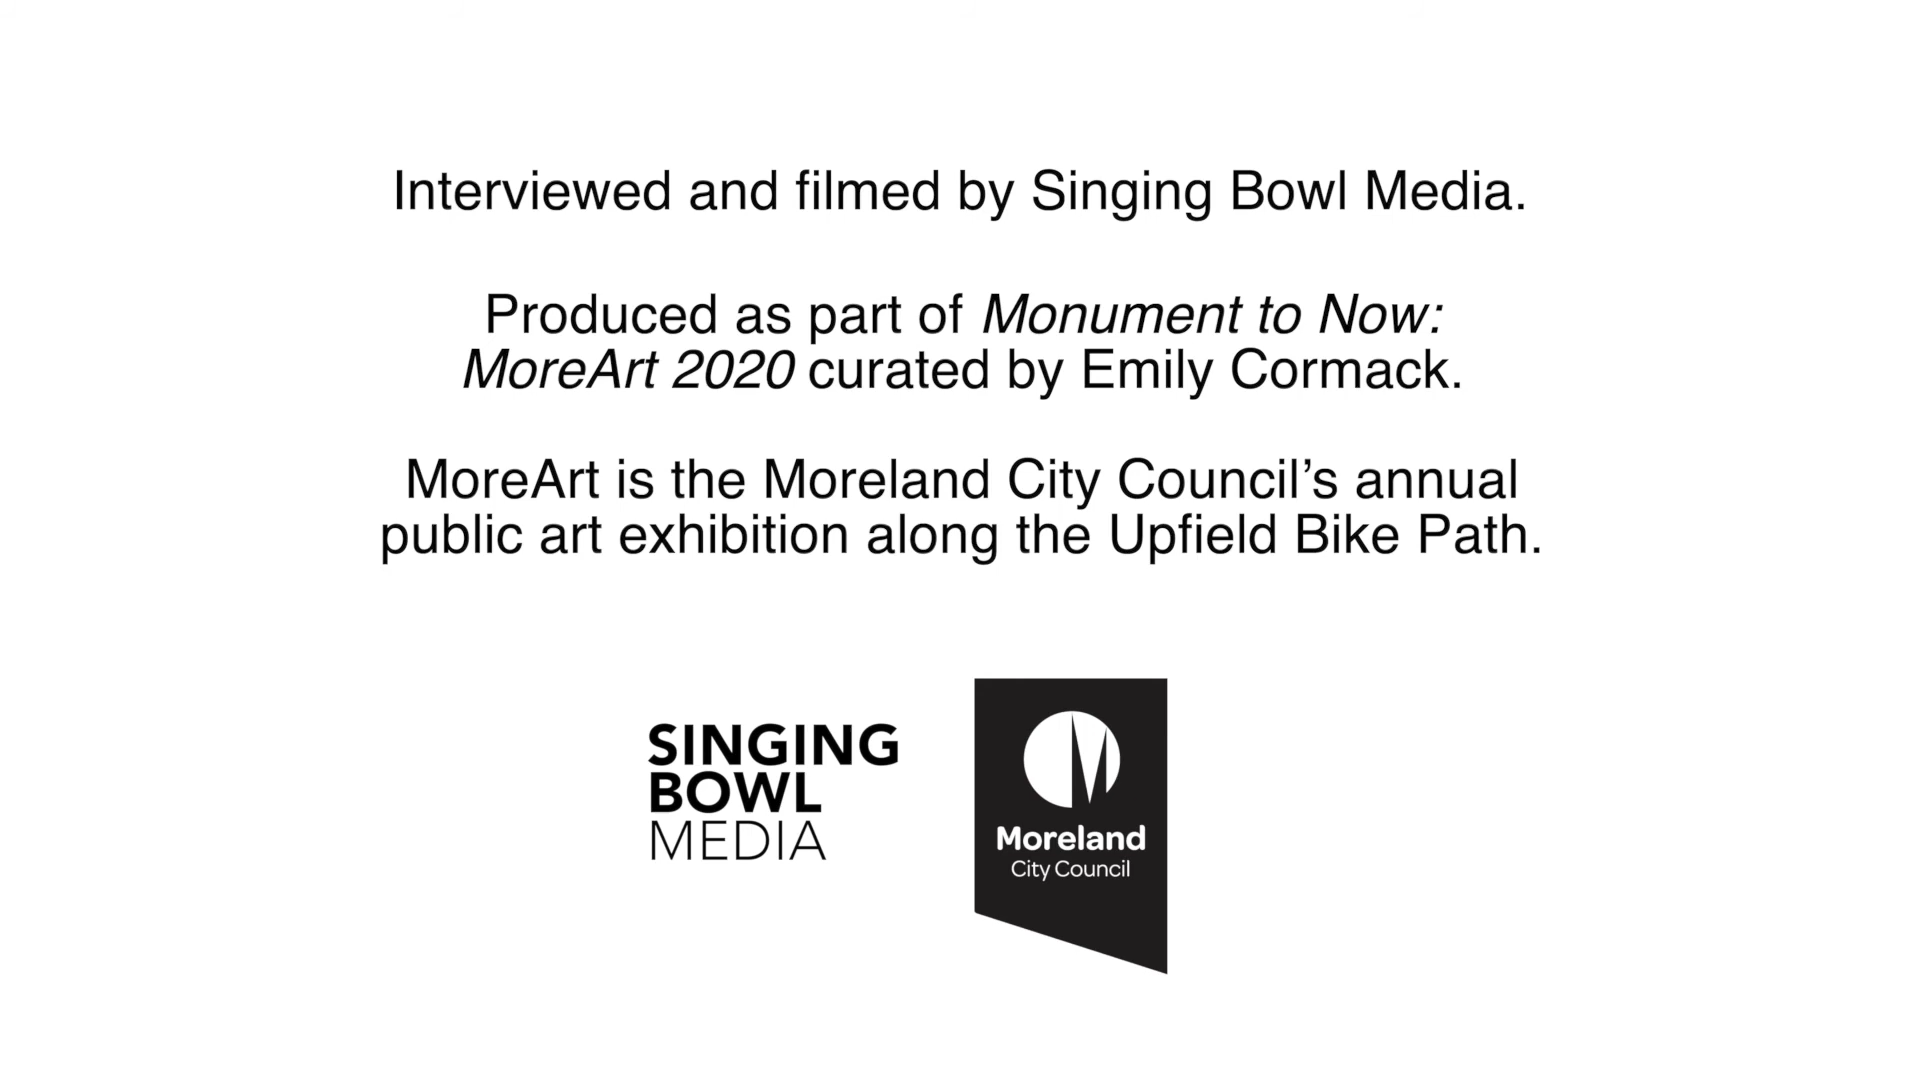 Interviewed and filmed by Singing Bowl Media.
Produced as part of Monument to Now:
MoreArt 2020 curated by Emily Cormack.
MoreArt is the Moreland City Council’s annual
public art exhibition along the Upfield Bike Path.
SINGING
BOWL
MEDIA
Moreland
City Council